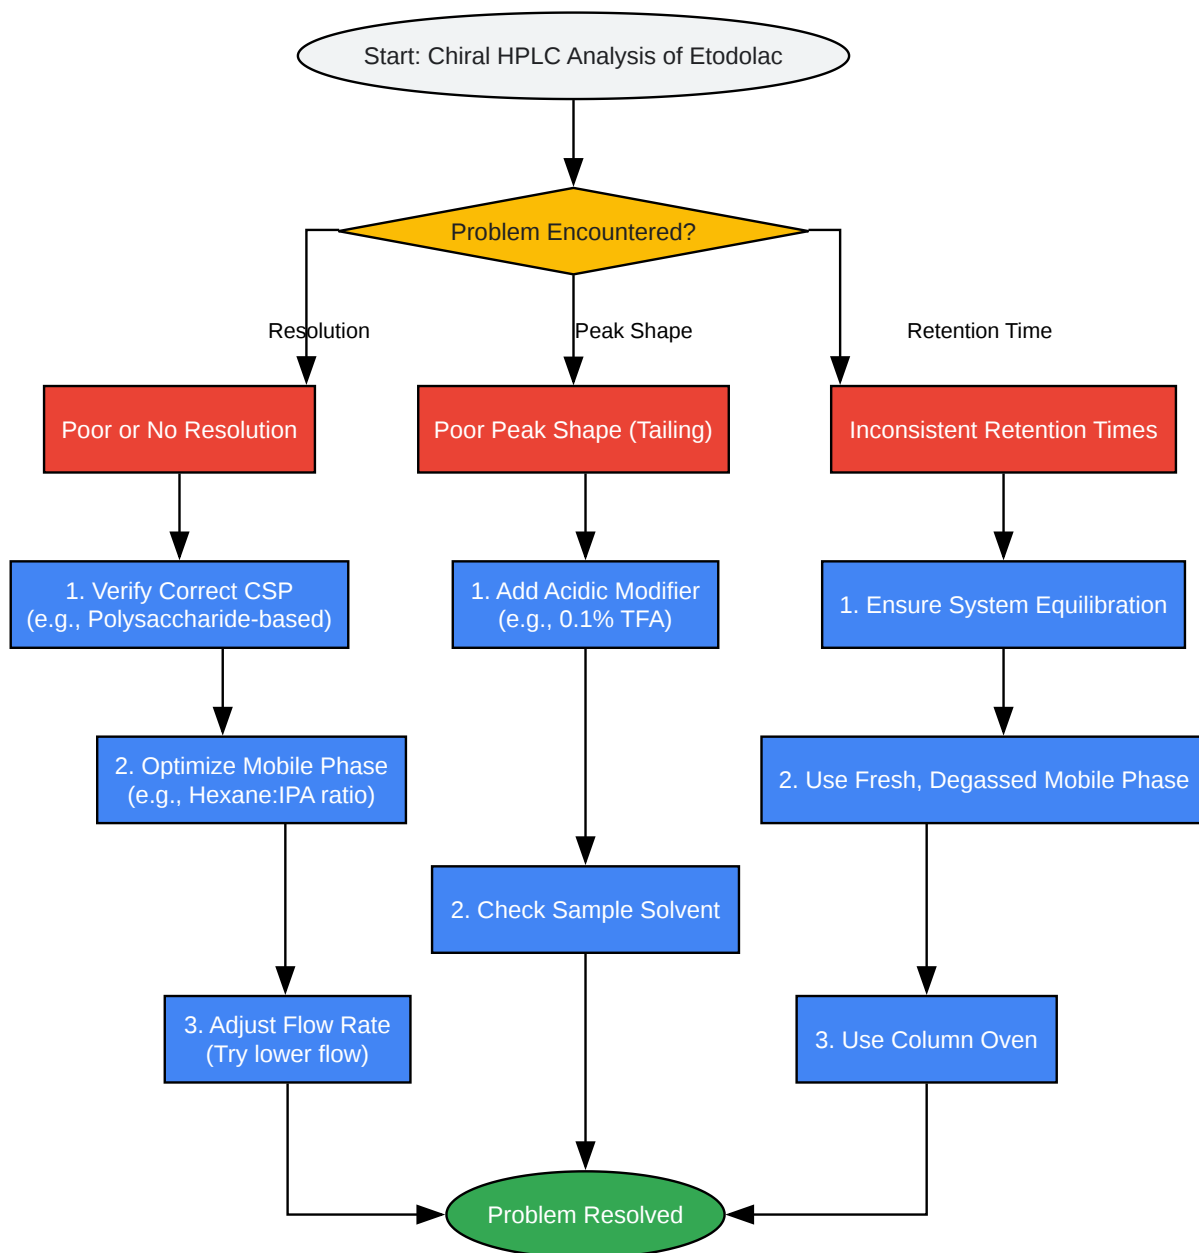 Start: Chiral HPLC Analysis of Etodolac
Problem Encountered?
Resolution
Peak Shape
Retention Time
Poor or No Resolution
Poor Peak Shape (Tailing)
Inconsistent Retention Times
1. Verify Correct CSP
(e.g., Polysaccharide-based)
1. Add Acidic Modifier
(e.g., 0.1% TFA)
1. Ensure System Equilibration
2. Optimize Mobile Phase
(e.g., Hexane:IPA ratio)
2. Use Fresh, Degassed Mobile Phase
2. Check Sample Solvent
3. Adjust Flow Rate
(Try lower flow)
3. Use Column Oven
Problem Resolved